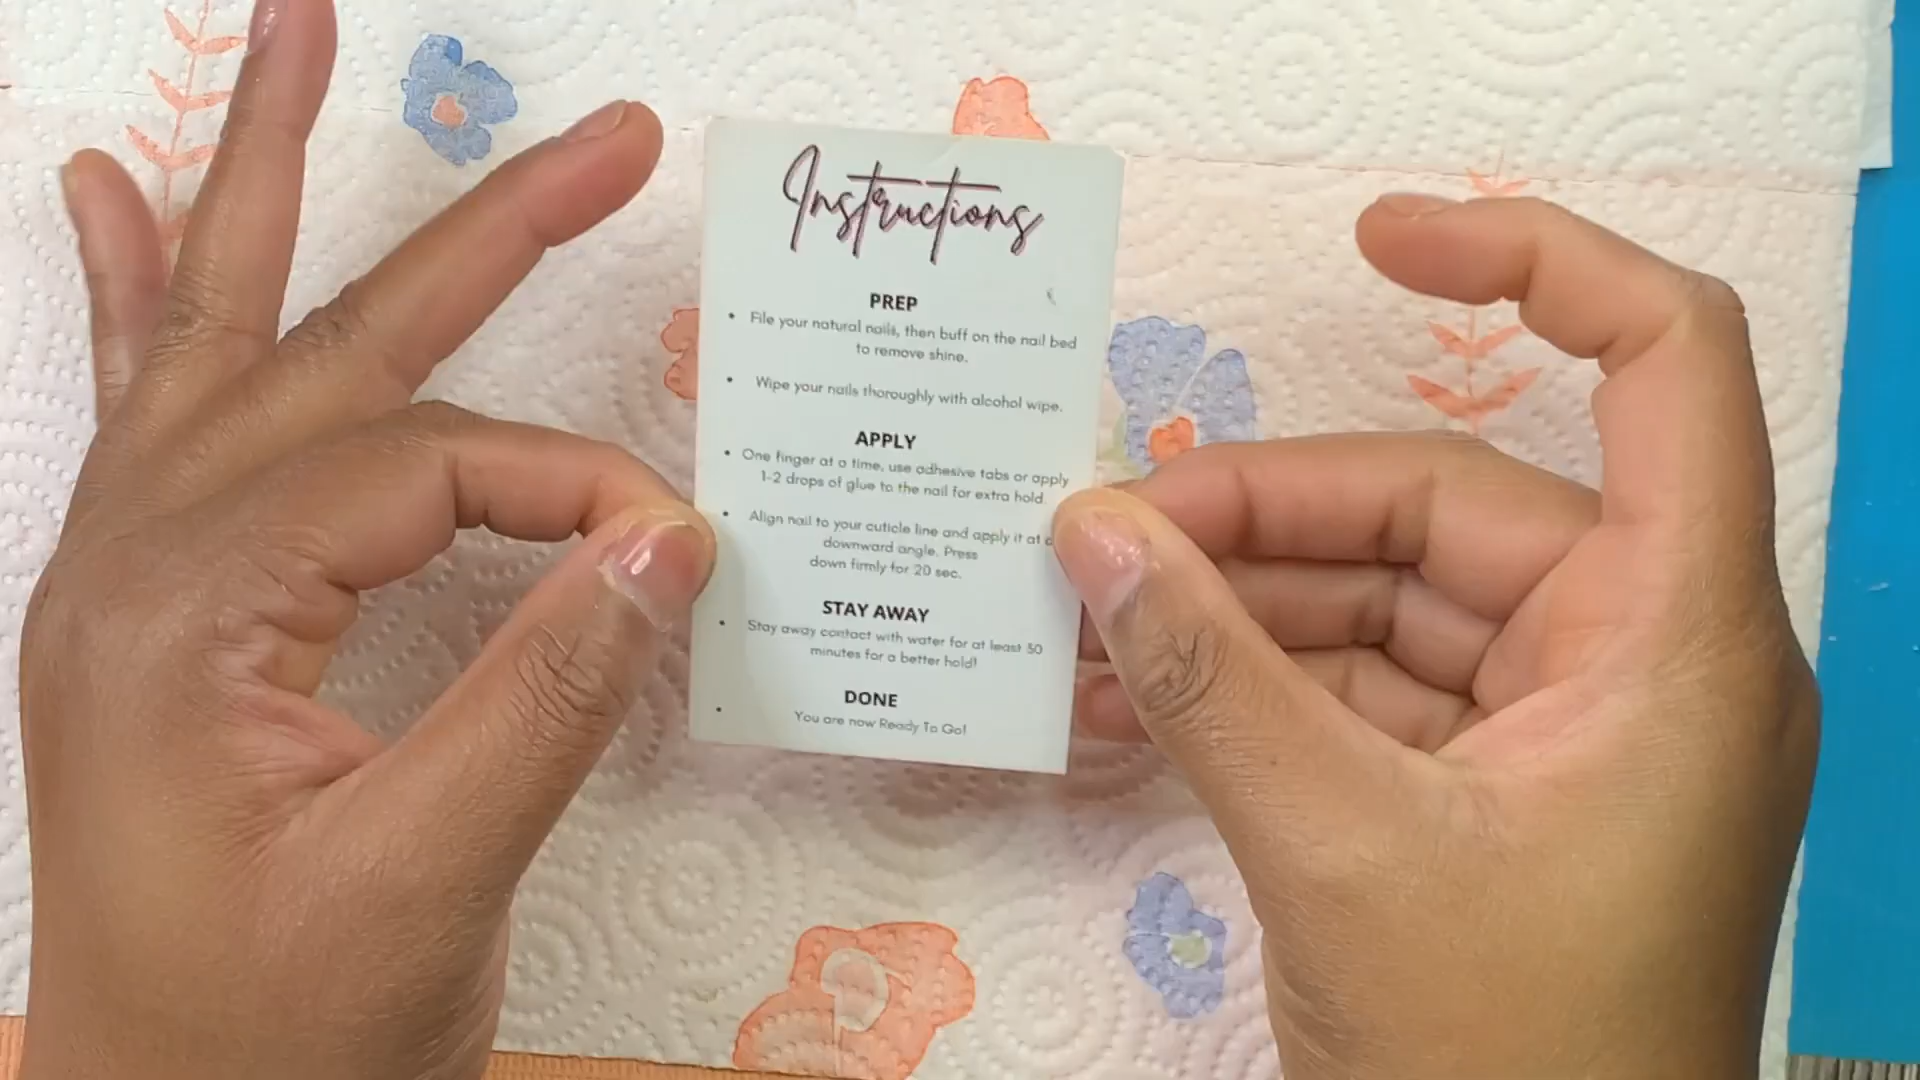 Instructions
PREP
• File your natural nails, then buff on the nail bed
to remove shine.
• Wipe your nails thoroughly with alcohol wipe.
APPLY
• One finger at a time, use adhesive tabs or apply
1-2 drops of glue to the nail for extra hold.
• Align nail to your cuticle line and apply it at a
downward angle. Press
down firmly for 20 sec.
STAY AWAY
• Stay away contact with water for at least 30
minutes for a better hold!
DONE
• You are now Ready To Go!